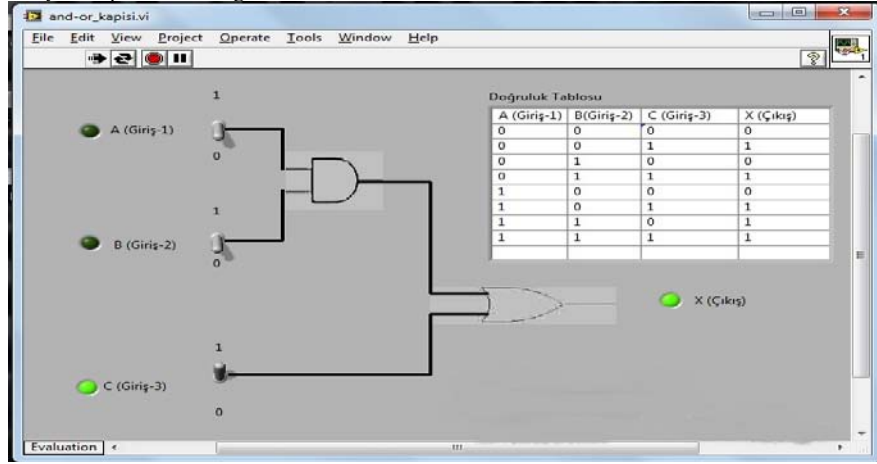 and-or_kapisi.vi
File Edit View Project Operate Tools Window Help
1
A (Giriş-1)
0
1
B (Giriş-2)
0
1
C (Giriş-3)
0
Doğruluk Tablosu
A (Giriş-1) B(Giriş-2) C (Giriş-3) X (Çıkış)
0 0 0 0
0 0 1 1
0 1 0 0
0 1 1 1
1 0 0 0
1 0 1 1
1 1 0 1
1 1 1 1
X (Çıkış)
Evaluation